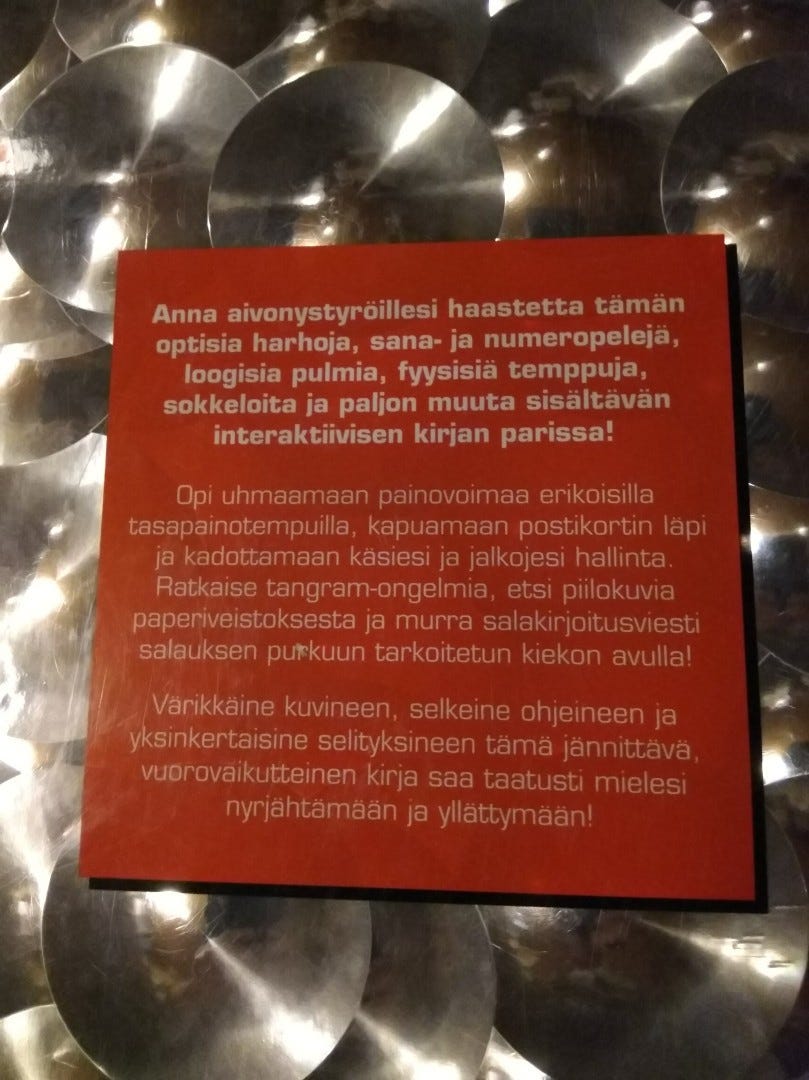 Anna aivonystyröillesi haastetta tämän
optisia harhoja, sana- ja numeropelejä,
loogisia pulmia, fyysisiä temppuja,
sokkeloita ja paljon muuta sisältävän
interaktiivisen kirjan parissa!
Opi uhmaamaan painovoimaa erikoisilla
tasapainotempuilla, kapuamaan postikortin läpi
ja kadottamaan käsiesi ja jalkojesi hallinta.
Ratkaise tangram-ongelmia, etsi piilokuvia
paperiveistoksesta ja murra salakirjoitusviesti
salauksen purkuun tarkoitetun kiekon avulla!
Värikkäine kuvineen, selkeine ohjeineen ja
yksinkertaisine selityksineen tämä jännittävä,
vuorovaikutteinen kirja saa taatusti mielesi
nyrjähtämään ja yllättymään!